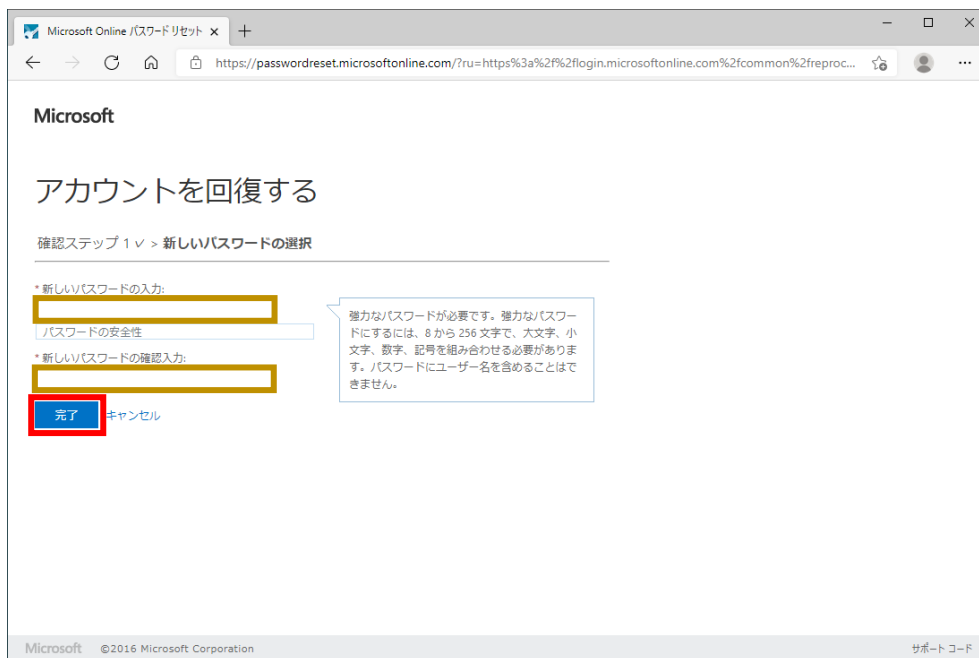 Microsoft Online パスワード リセット
https://passwordreset.microsoftonline.com/?ru=https%3a%2f%2flogin.microsoftonline.com%2fcommon%2freproc...
Microsoft
アカウントを回復する
確認ステップ 1 ✓ > 新しいパスワードの選択
* 新しいパスワードの入力:
パスワードの安全性
* 新しいパスワードの確認入力:
完了 キャンセル
強力なパスワードが必要です。強力なパスワー
ドにするには、8 から 256 文字で、大文字、小
文字、数字、記号を組み合わせる必要がありま
す。パスワードにユーザー名を含めることはで
きません。
Microsoft ©2016 Microsoft Corporation サポート コード